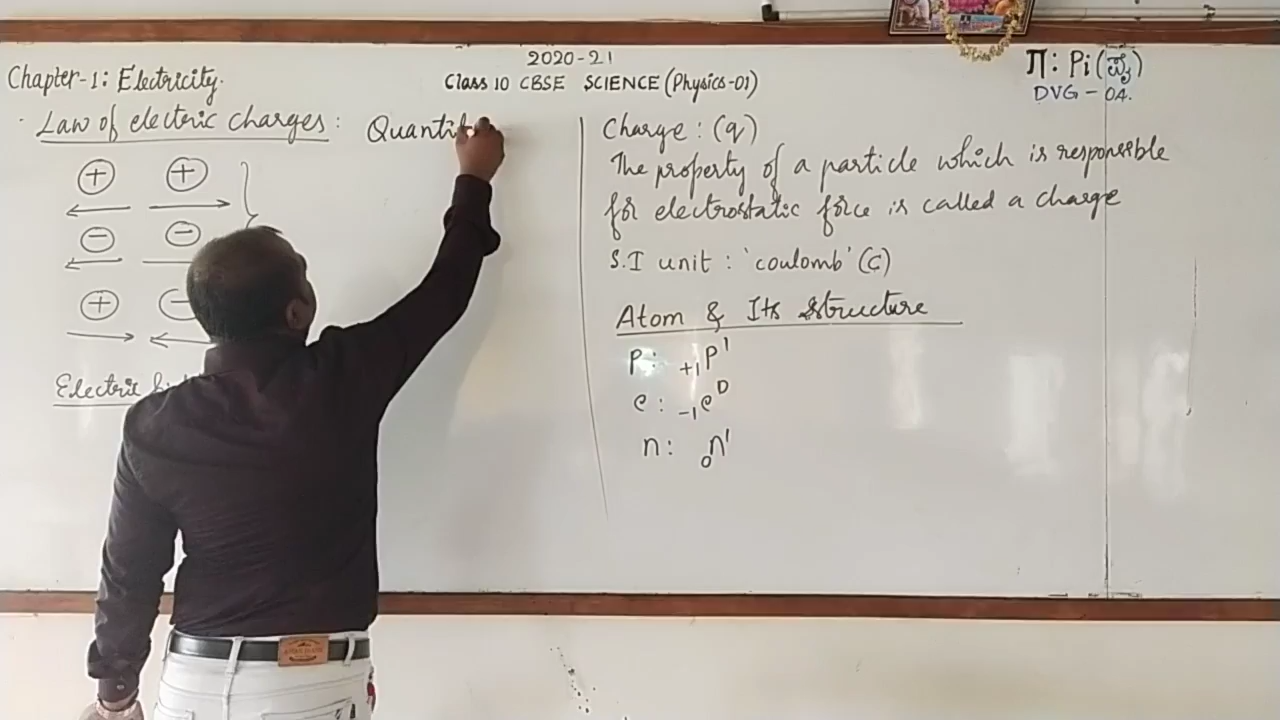 2020-21
Class 10 CBSE SCIENCE (Physics-01)
Π: Pi(ಪೈ)
DVG - 04.
Chapter-1: Electricity.
Law of electric charges:
+ +
- -
+ -
Electric
Quanti
Charge: (q)
The property of a particle which is responsible
for electrostatic force is called a charge
S.I unit: 'coulomb' (C)
Atom & Its Structure
P: ₊₁P¹
e: ₋₁e⁰
n: ₀n¹